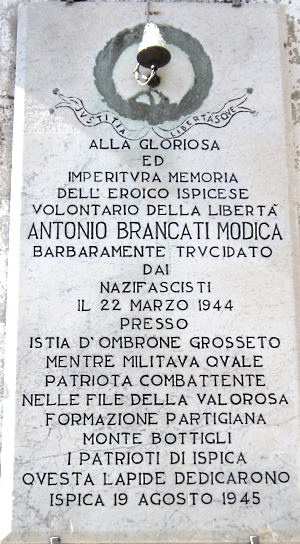 JVSTITIA LIBERTASQVE
ALLA GLORIOSA
ED
IMPERITVRA MEMORIA
DELL' EROICO ISPICESE
VOLONTARIO DELLA LIBERTÀ
ANTONIO BRANCATI MODICA
BARBARAMENTE TRVCIDATO
DAI
NAZIFASCISTI
IL 22 MARZO 1944
PRESSO
ISTIA D'OMBRONE GROSSETO
MENTRE MILITAVA QVALE
PATRIOTA COMBATTENTE
NELLE FILE DELLA VALOROSA
FORMAZIONE PARTIGIANA
MONTE BOTTIGLI
I PATRIOTI DI ISPICA
QVESTA LAPIDE DEDICARONO
ISPICA 19 AGOSTO 1945